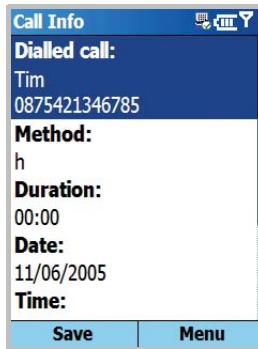 Call Info
Dialled call:
Tim
0875421346785
Method:
h
Duration:
00:00
Date:
11/06/2005
Time:
Save Menu